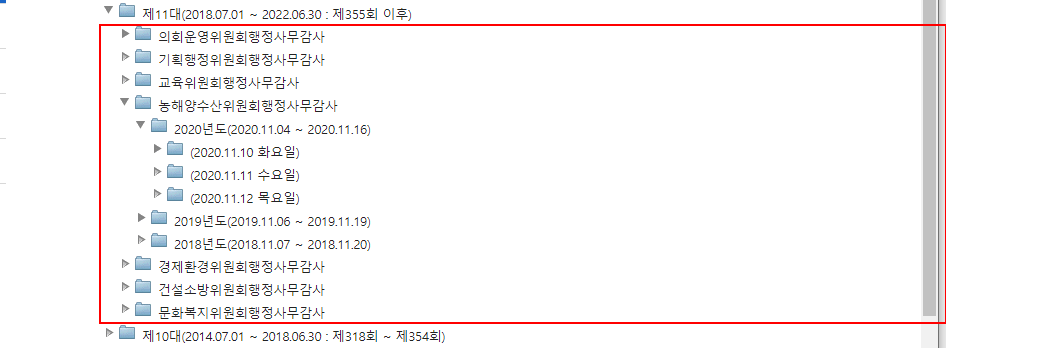 제11대(2018.07.01 ~ 2022.06.30 : 제355회 이후)
의회운영위원회행정사무감사
기획행정위원회행정사무감사
교육위원회행정사무감사
농해양수산위원회행정사무감사
2020년도(2020.11.04 ~ 2020.11.16)
(2020.11.10 화요일)
(2020.11.11 수요일)
(2020.11.12 목요일)
2019년도(2019.11.06 ~ 2019.11.19)
2018년도(2018.11.07 ~ 2018.11.20)
경제환경위원회행정사무감사
건설소방위원회행정사무감사
문화복지위원회행정사무감사
제10대(2014.07.01 ~ 2018.06.30 : 제318회 ~ 제354회)